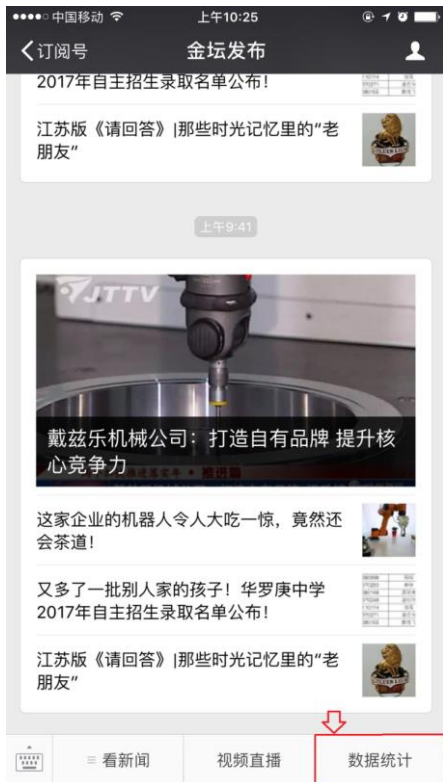 中国移动 上午10:25
订阅号 金坛发布
2017年自主招生录取名单公布！
江苏版《请回答》|那些时光记忆里的“老
朋友”
上午9:41
JTTV
戴兹乐机械公司：打造自有品牌 提升核
心竞争力
这家企业的机器人令人大吃一惊，竟然还
会茶道！
又多了一批别人家的孩子！华罗庚中学
2017年自主招生录取名单公布！
江苏版《请回答》|那些时光记忆里的“老
朋友”
看新闻 视频直播 数据统计